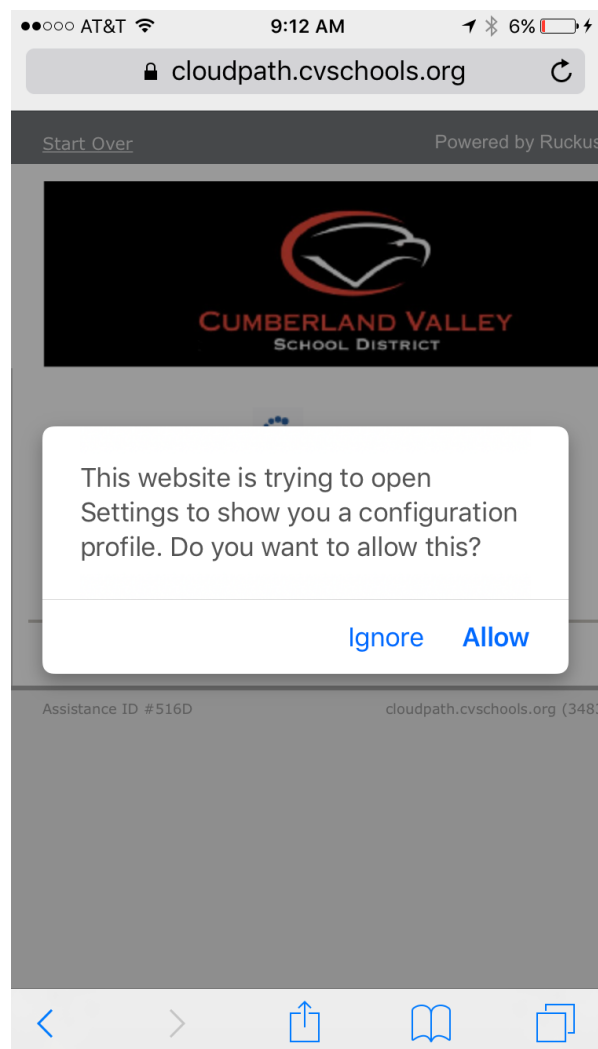 AT&T 9:12 AM 6%
cloudpath.cvschools.org
Start Over Powered by Ruckus
CUMBERLAND VALLEY
SCHOOL DISTRICT
This website is trying to open
Settings to show you a configuration
profile. Do you want to allow this?
Ignore Allow
Assistance ID #516D cloudpath.cvschools.org (348